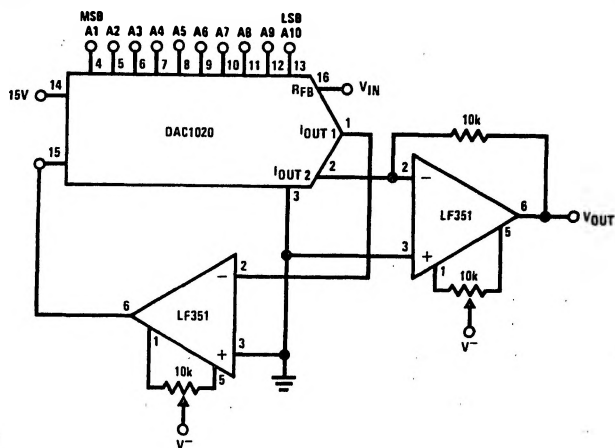 MSB LSB
A1 A2 A3 A4 A5 A6 A7 A8 A9 A10
4 5 6 7 8 9 10 11 12 13
14 16
15V RFB VIN
DAC1020 1
IOUT 1
15 10k
IOUT 2 2 2 −
3 LF351 6 VOUT
5
3 +
2 1
− 10k
6 LF351 V−
1
3
+
10k 5
V−